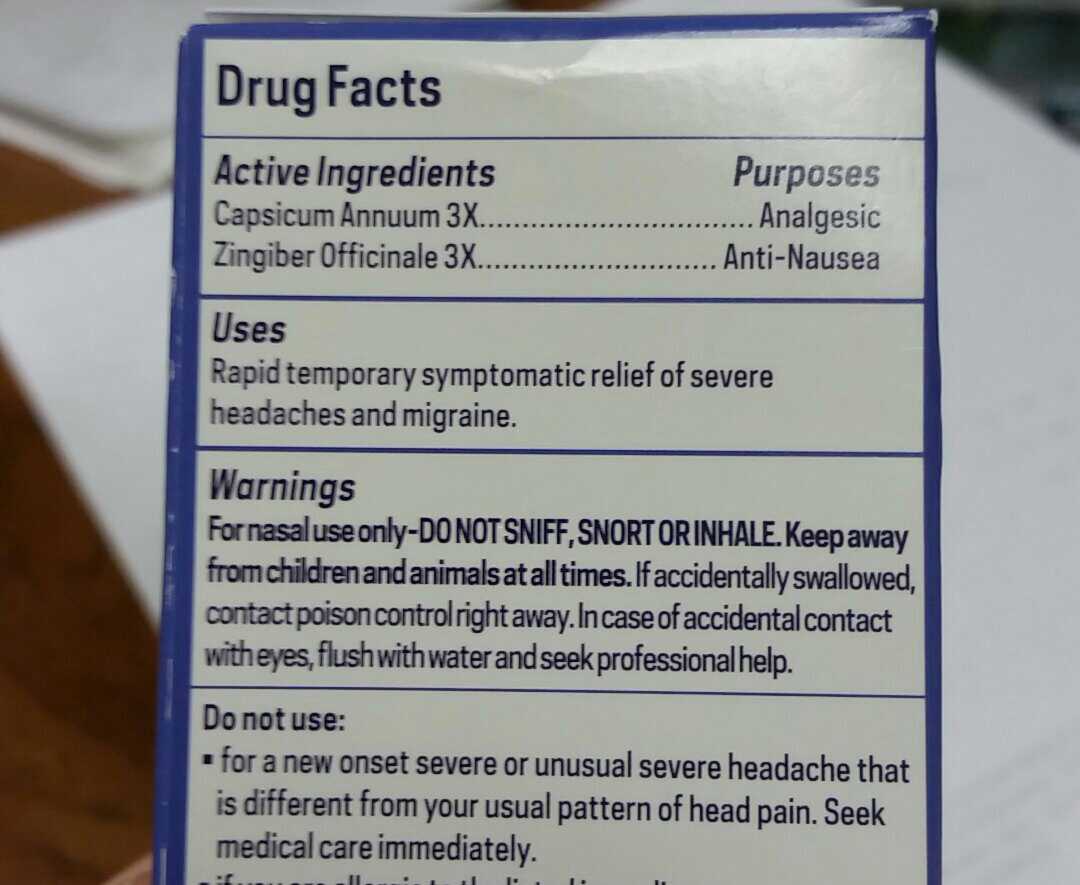 Drug Facts
Active Ingredients Purposes
Capsicum Annuum 3X................................. Analgesic
Zingiber Officinale 3X............................. Anti-Nausea
Uses
Rapid temporary symptomatic relief of severe
headaches and migraine.
Warnings
For nasal use only-DO NOT SNIFF, SNORT OR INHALE. Keep away
from children and animals at all times. If accidentally swallowed,
contact poison control right away. In case of accidental contact
with eyes, flush with water and seek professional help.
Do not use:
▪ for a new onset severe or unusual severe headache that
is different from your usual pattern of head pain. Seek
medical care immediately.